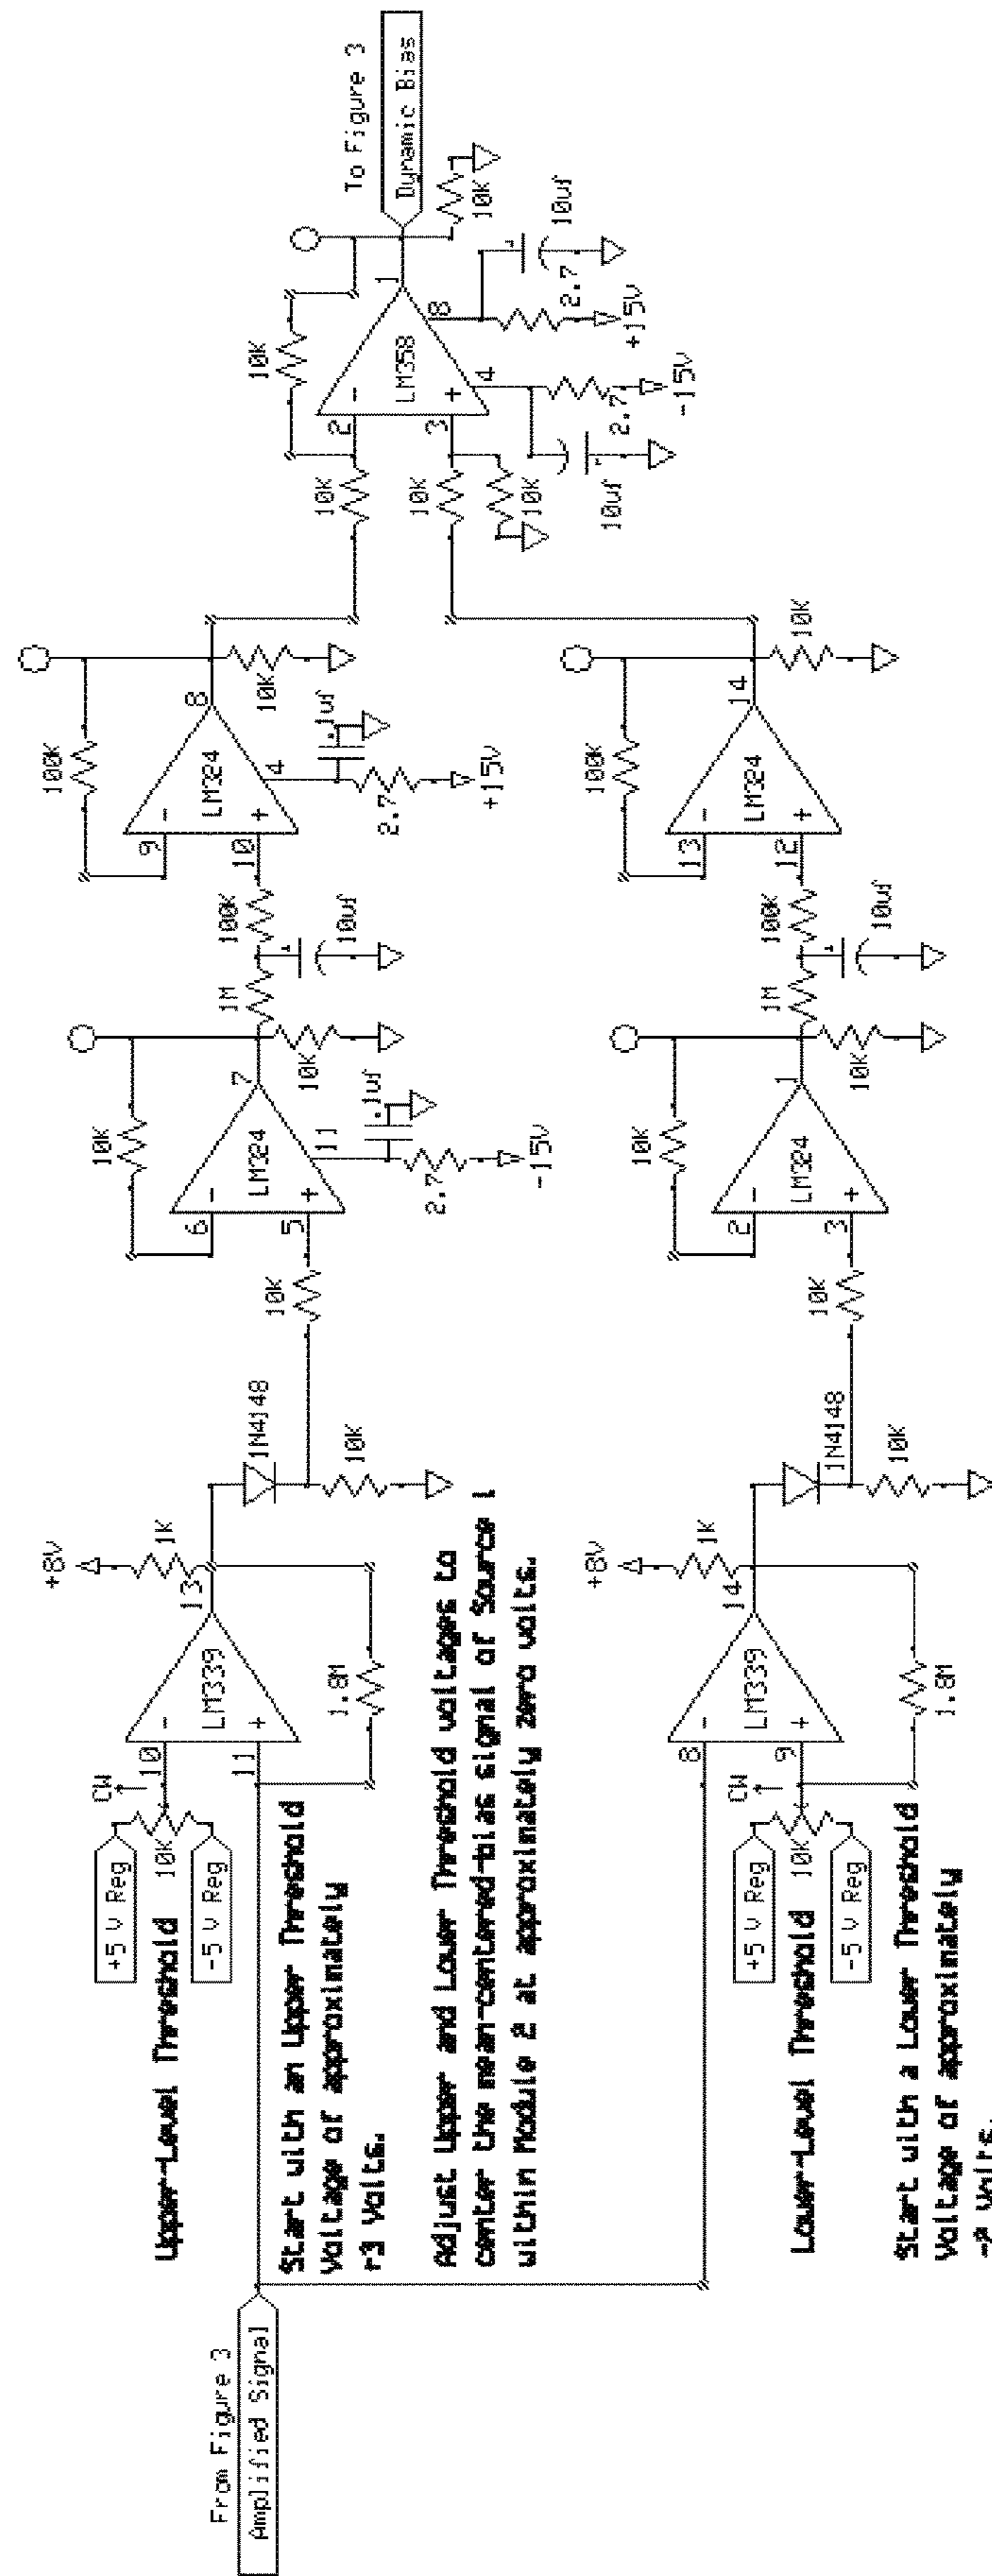 From Figure 3
Amplified Signal
Upper-Level Threshold
+5 V Reg
-5 V Reg
10K
CW
10
11
LM339
-
+
13
+8V
1K
1.8M
1N4148
10K
10K
6
5
LM324
-
+
7
11
10K
10K
.1uf
2.7
-15V
1M
100K
10uf
9
10
LM324
-
+
8
4
100K
10K
.1uf
2.7
+15V
Start with an Upper Threshold
Voltage of approximately
r3 Volts.
Adjust Upper and Lower Threshold voltages to
center the mean-centered-bias signal of Source 1
within Module 2 at approximately zero volts.
Lower-Level Threshold
+5 V Reg
-5 V Reg
10K
CW
8
9
LM339
-
+
14
+8V
1K
1.8M
1N4148
10K
10K
2
3
LM324
-
+
1
10K
10K
1M
100K
10uf
13
12
LM324
-
+
14
100K
10K
Start with a Lower Threshold
Voltage of approximately
-2 Volts.
10K
10K
10K
10K
2
3
LM358
-
+
1
8
4
10K
10uf
2.7
+15V
2.7
-15V
10uf
To Figure 3
Dynamic Bias